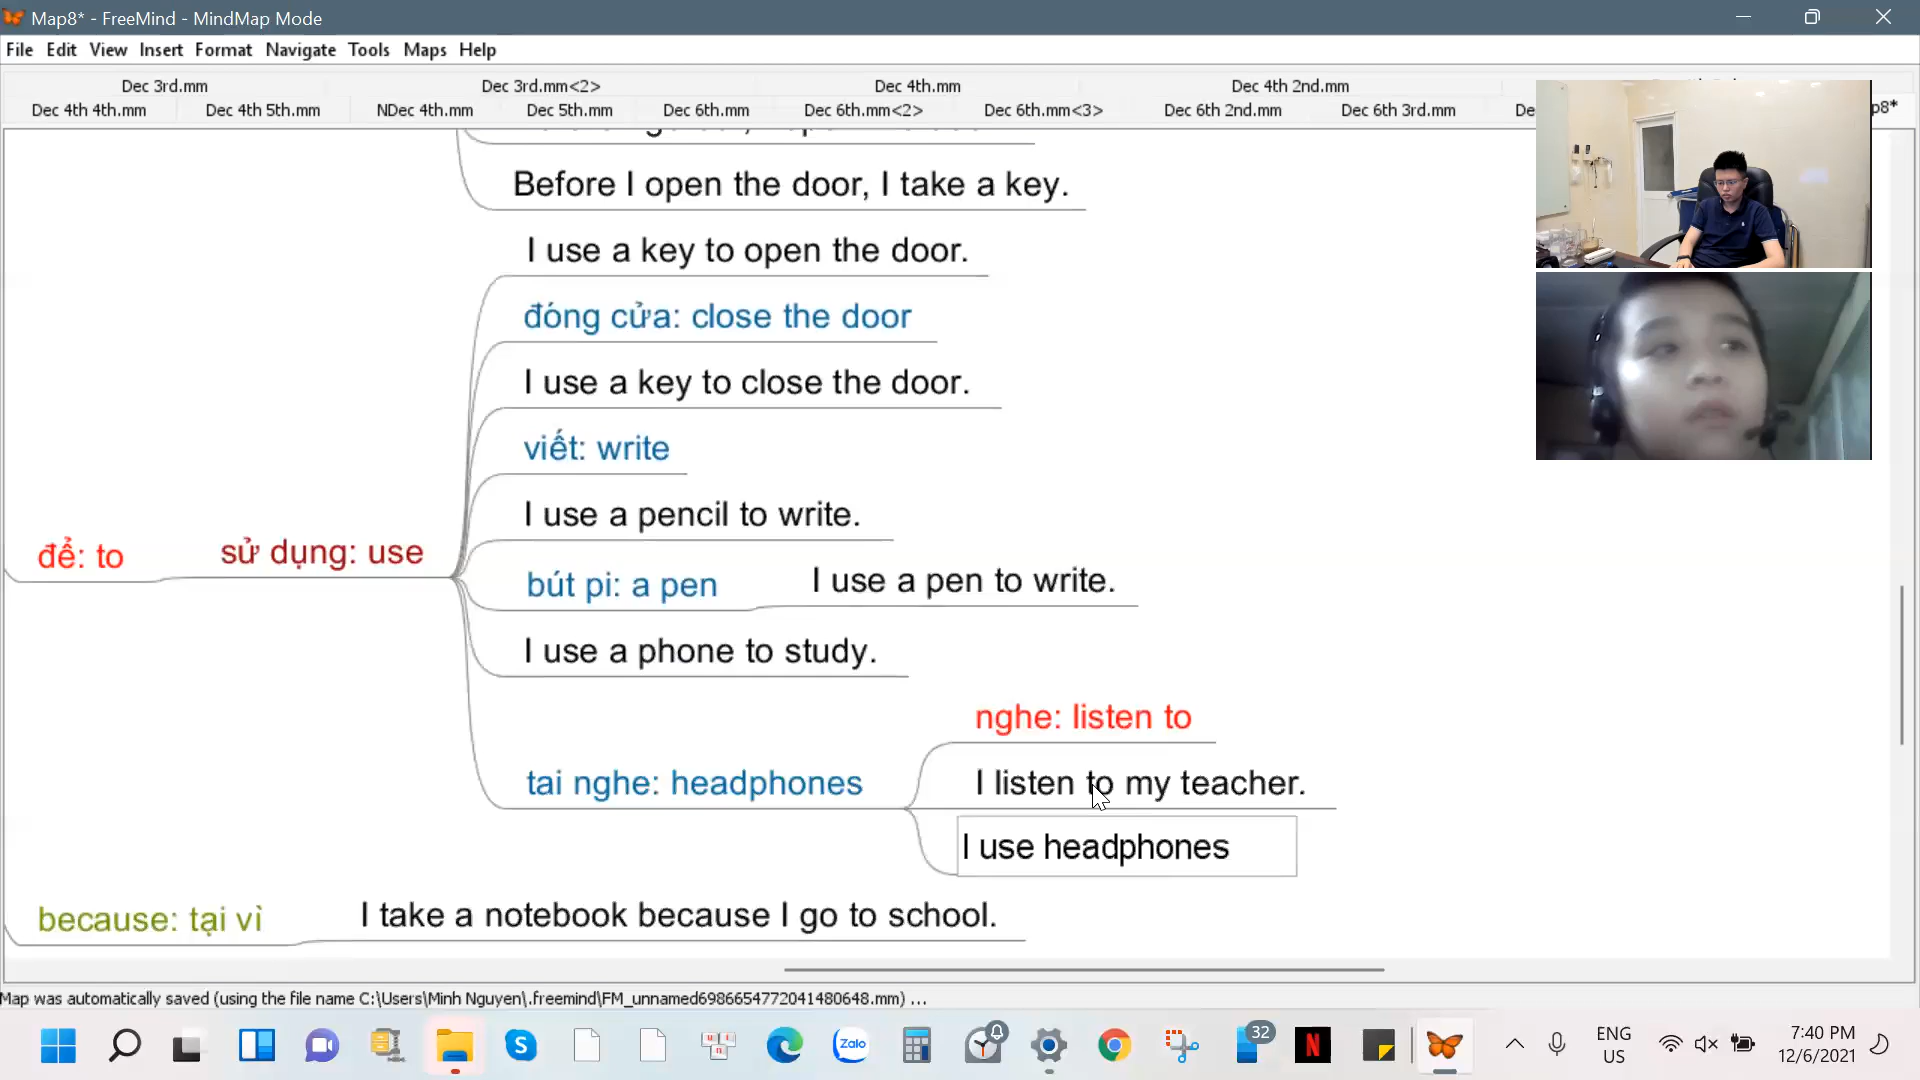 Map8* - FreeMind - MindMap Mode
File Edit View Insert Format Navigate Tools Maps Help
Dec 3rd.mm Dec 3rd.mm<2> Dec 4th.mm Dec 4th 2nd.mm
Dec 4th 4th.mm Dec 4th 5th.mm NDec 4th.mm Dec 5th.mm Dec 6th.mm Dec 6th.mm<2> Dec 6th.mm<3> Dec 6th 2nd.mm Dec 6th 3rd.mm De p8*
Before I open the door, I take a key.
I use a key to open the door.
đóng cửa: close the door
I use a key to close the door.
viết: write
I use a pencil to write.
để: to
sử dụng: use
bút pi: a pen
I use a pen to write.
I use a phone to study.
nghe: listen to
tai nghe: headphones
I listen to my teacher.
I use headphones
because: tại vì
I take a notebook because I go to school.
Map was automatically saved (using the file name C:\Users\Minh Nguyen\.freemind\FM_unnamed6986654772041480648.mm) ...
Zalo
32
ENG
US
7:40 PM
12/6/2021